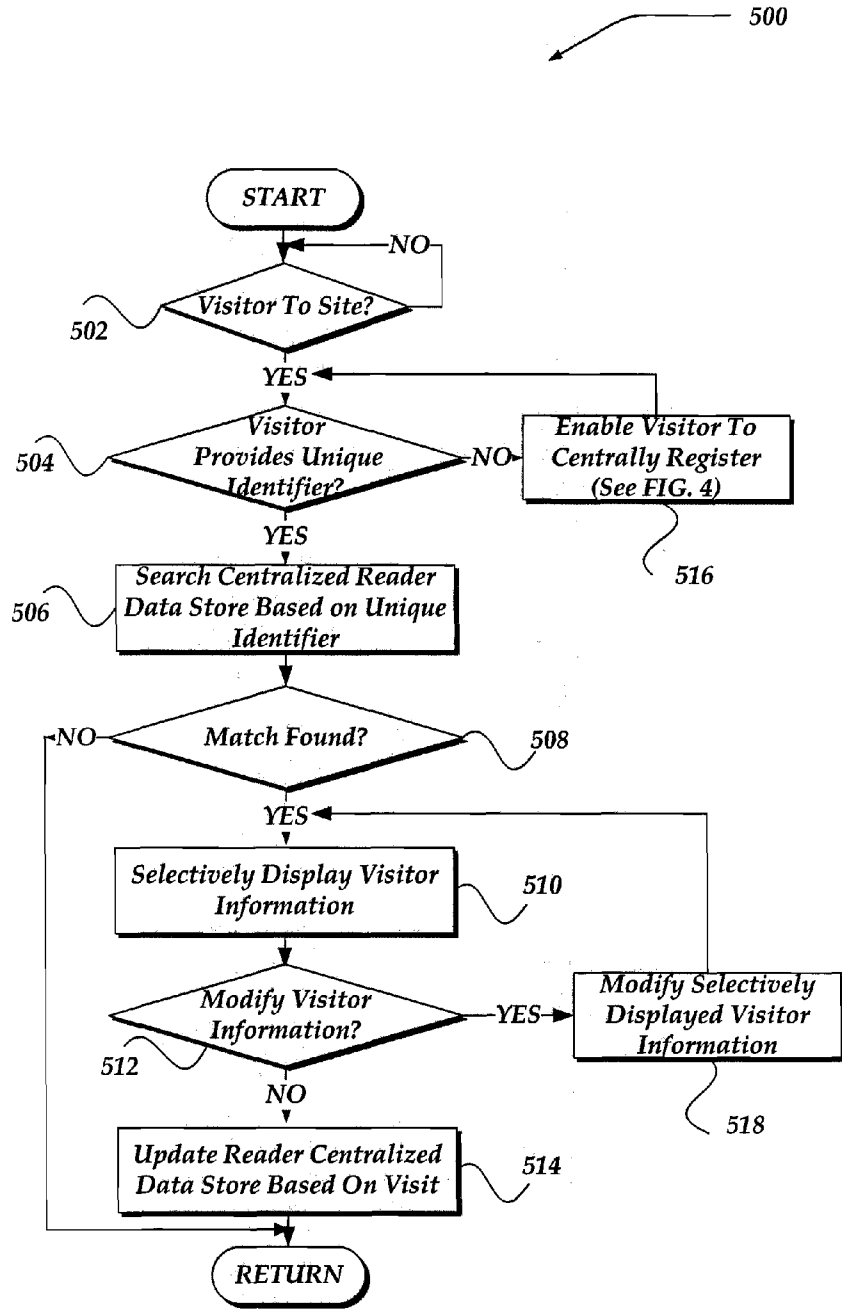 500
START
NO
Visitor To Site?
502
YES
Visitor
Provides Unique
Identifier?
504
NO
Enable Visitor To
Centrally Register
(See FIG. 4)
516
YES
Search Centralized Reader
Data Store Based on Unique
Identifier
506
NO
Match Found?
508
YES
Selectively Display Visitor
Information
510
Modify Visitor
Information?
512
YES
Modify Selectively
Displayed Visitor
Information
518
NO
Update Reader Centralized
Data Store Based On Visit
514
RETURN